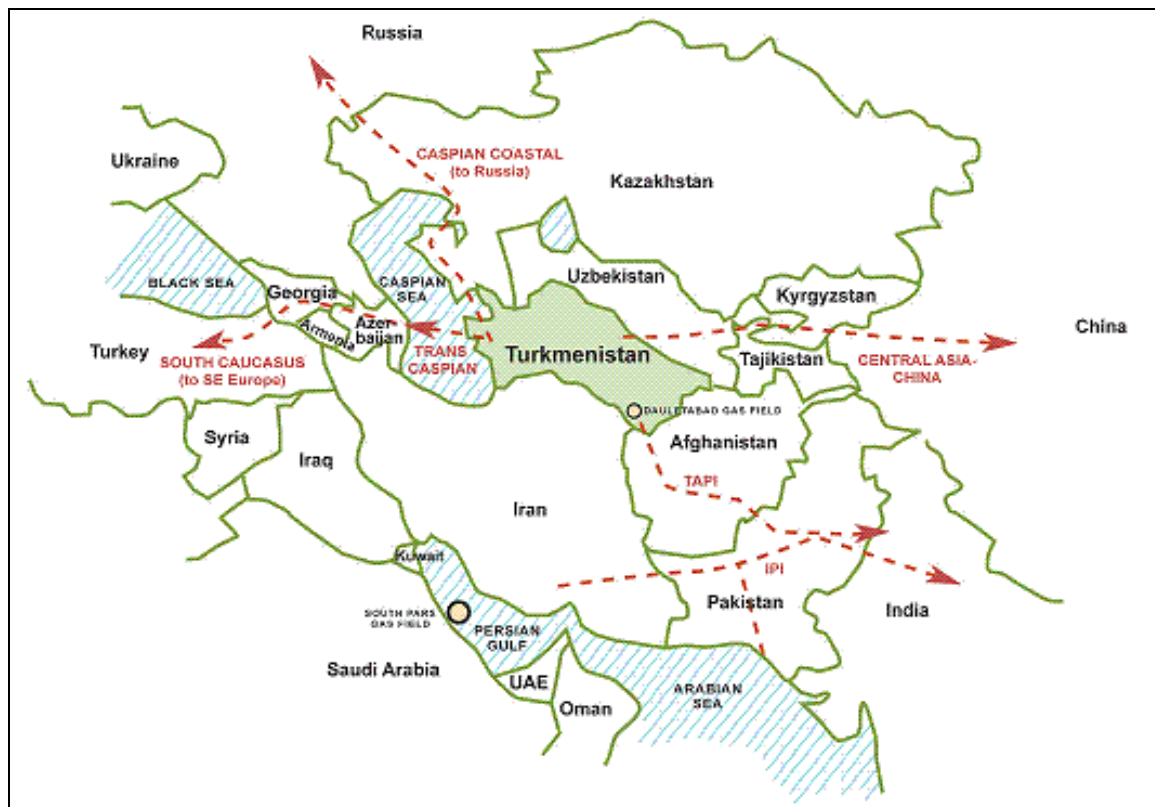 Russia
Ukraine
CASPIAN COASTAL
(to Russia)
Kazakhstan
BLACK SEA
Georgia
CASPIAN
SEA
Uzbekistan
Kyrgyzstan
China
Armenia
Azer
baijan
Turkey
SOUTH CAUCASUS
(to SE Europe)
TRANS
CASPIAN
Turkmenistan
Tajikistan
CENTRAL ASIA-
CHINA
DAULETABAD GAS FIELD
Syria
Iraq
Afghanistan
TAPI
Iran
Kuwait
IPI
Pakistan
India
SOUTH PARS
GAS FIELD
PERSIAN
GULF
Saudi Arabia
UAE
Oman
ARABIAN
SEA